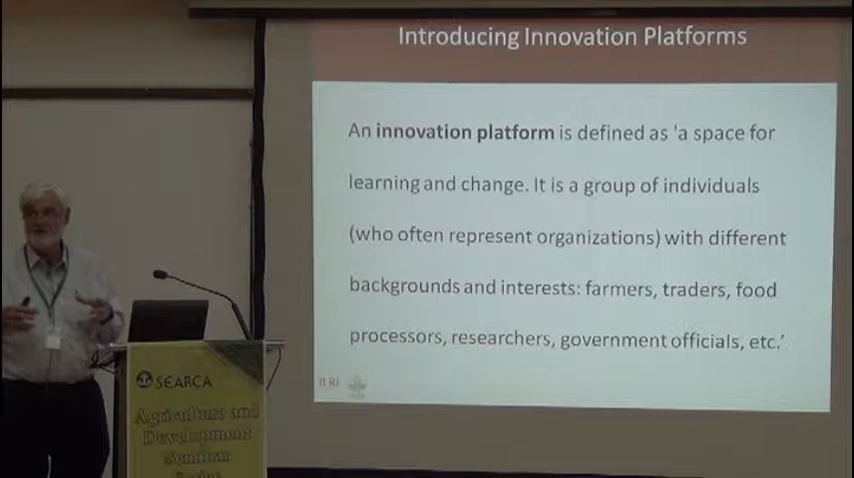 Introducing Innovation Platforms
An innovation platform is defined as 'a space for
learning and change. It is a group of individuals
(who often represent organizations) with different
backgrounds and interests: farmers, traders, food
processors, researchers, government officials, etc.'
ILRI
SEARCA
Agriculture and
Development
Seminar
Series